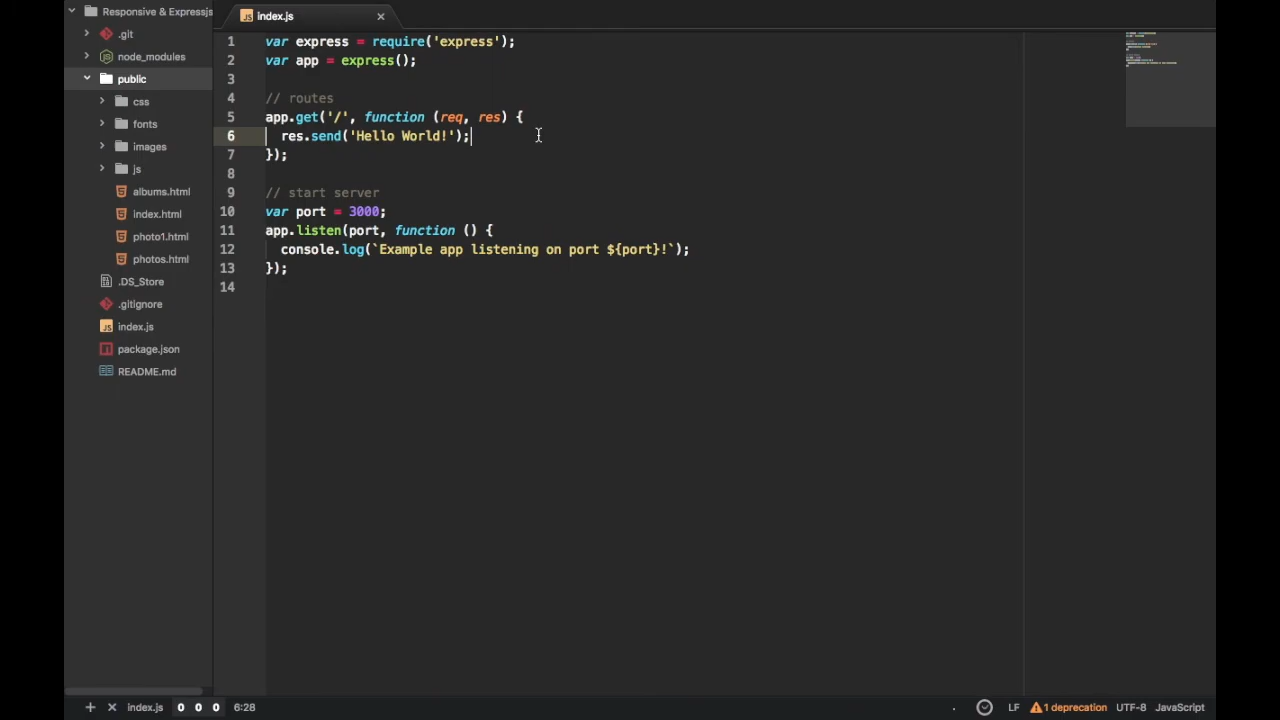 Responsive & Expressjs
.git
node_modules
public
css
fonts
images
js
albums.html
index.html
photo1.html
photos.html
.DS_Store
.gitignore
index.js
package.json
README.md
index.js
1 var express = require('express');
2 var app = express();
3
4 // routes
5 app.get('/', function (req, res) {
6 res.send('Hello World!');
7 });
8
9 // start server
10 var port = 3000;
11 app.listen(port, function () {
12 console.log(`Example app listening on port ${port}!`);
13 });
14
index.js 0 0 0 6:28 . LF 1 deprecation UTF-8 JavaScript